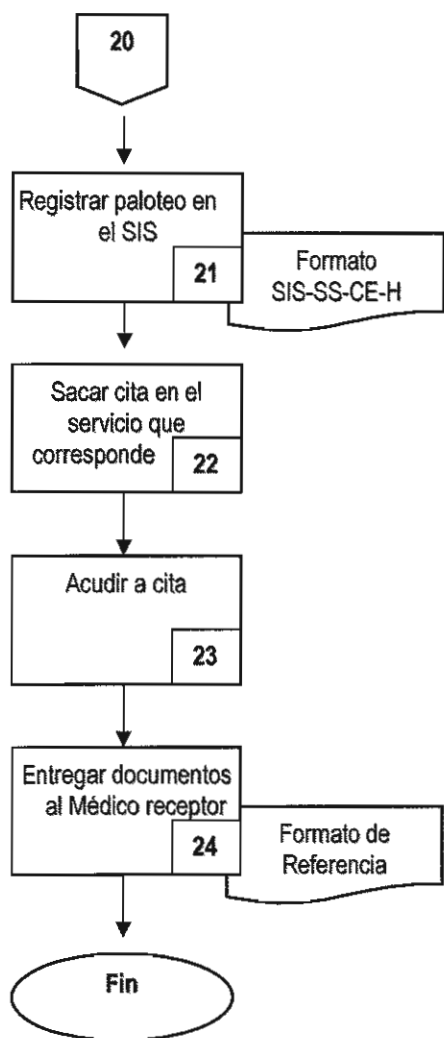 20
Registrar paloteo en
el SIS
21
Formato
SIS-SS-CE-H
Sacar cita en el
servicio que
corresponde
22
Acudir a cita
23
Entregar documentos
al Médico receptor
24
Formato de
Referencia
Fin